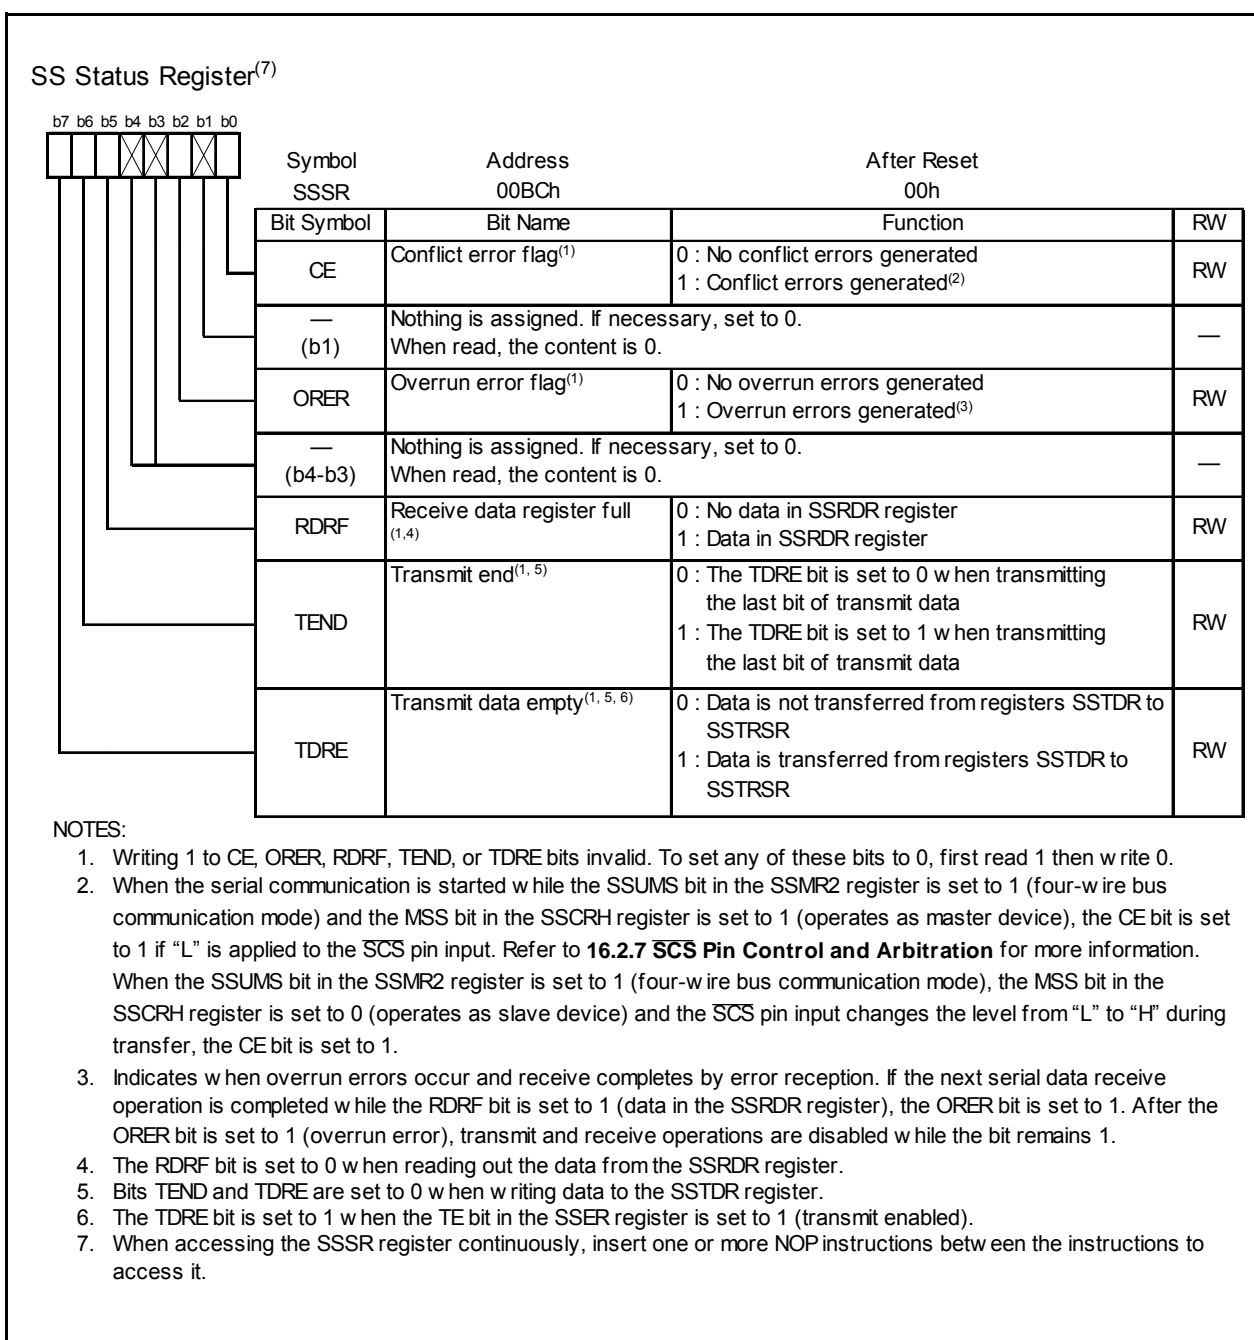 SS Status Register(7)
b7 b6 b5 b4 b3 b2 b1 b0
Symbol Address After Reset
SSSR 00BCh 00h
Bit Symbol Bit Name Function RW
CE Conflict error flag(1) 0 : No conflict errors generated RW
1 : Conflict errors generated(2)
— Nothing is assigned. If necessary, set to 0. —
(b1) When read, the content is 0.
ORER Overrun error flag(1) 0 : No overrun errors generated RW
1 : Overrun errors generated(3)
— Nothing is assigned. If necessary, set to 0. —
(b4-b3) When read, the content is 0.
RDRF Receive data register full 0 : No data in SSRDR register RW
(1,4) 1 : Data in SSRDR register
Transmit end(1, 5) 0 : The TDRE bit is set to 0 when transmitting
the last bit of transmit data
TEND 1 : The TDRE bit is set to 1 when transmitting RW
the last bit of transmit data
Transmit data empty(1, 5, 6) 0 : Data is not transferred from registers SSTDR to
SSTRSR
TDRE 1 : Data is transferred from registers SSTDR to RW
SSTRSR
NOTES:
1. Writing 1 to CE, ORER, RDRF, TEND, or TDRE bits invalid. To set any of these bits to 0, first read 1 then write 0.
2. When the serial communication is started while the SSUMS bit in the SSMR2 register is set to 1 (four-wire bus
communication mode) and the MSS bit in the SSCRH register is set to 1 (operates as master device), the CE bit is set
to 1 if “L” is applied to the S̅C̅S̅ pin input. Refer to 16.2.7 S̅C̅S̅ Pin Control and Arbitration for more information.
When the SSUMS bit in the SSMR2 register is set to 1 (four-wire bus communication mode), the MSS bit in the
SSCRH register is set to 0 (operates as slave device) and the S̅C̅S̅ pin input changes the level from “L” to “H” during
transfer, the CE bit is set to 1.
3. Indicates when overrun errors occur and receive completes by error reception. If the next serial data receive
operation is completed while the RDRF bit is set to 1 (data in the SSRDR register), the ORER bit is set to 1. After the
ORER bit is set to 1 (overrun error), transmit and receive operations are disabled while the bit remains 1.
4. The RDRF bit is set to 0 when reading out the data from the SSRDR register.
5. Bits TEND and TDRE are set to 0 when writing data to the SSTDR register.
6. The TDRE bit is set to 1 when the TE bit in the SSER register is set to 1 (transmit enabled).
7. When accessing the SSSR register continuously, insert one or more NOP instructions between the instructions to
access it.